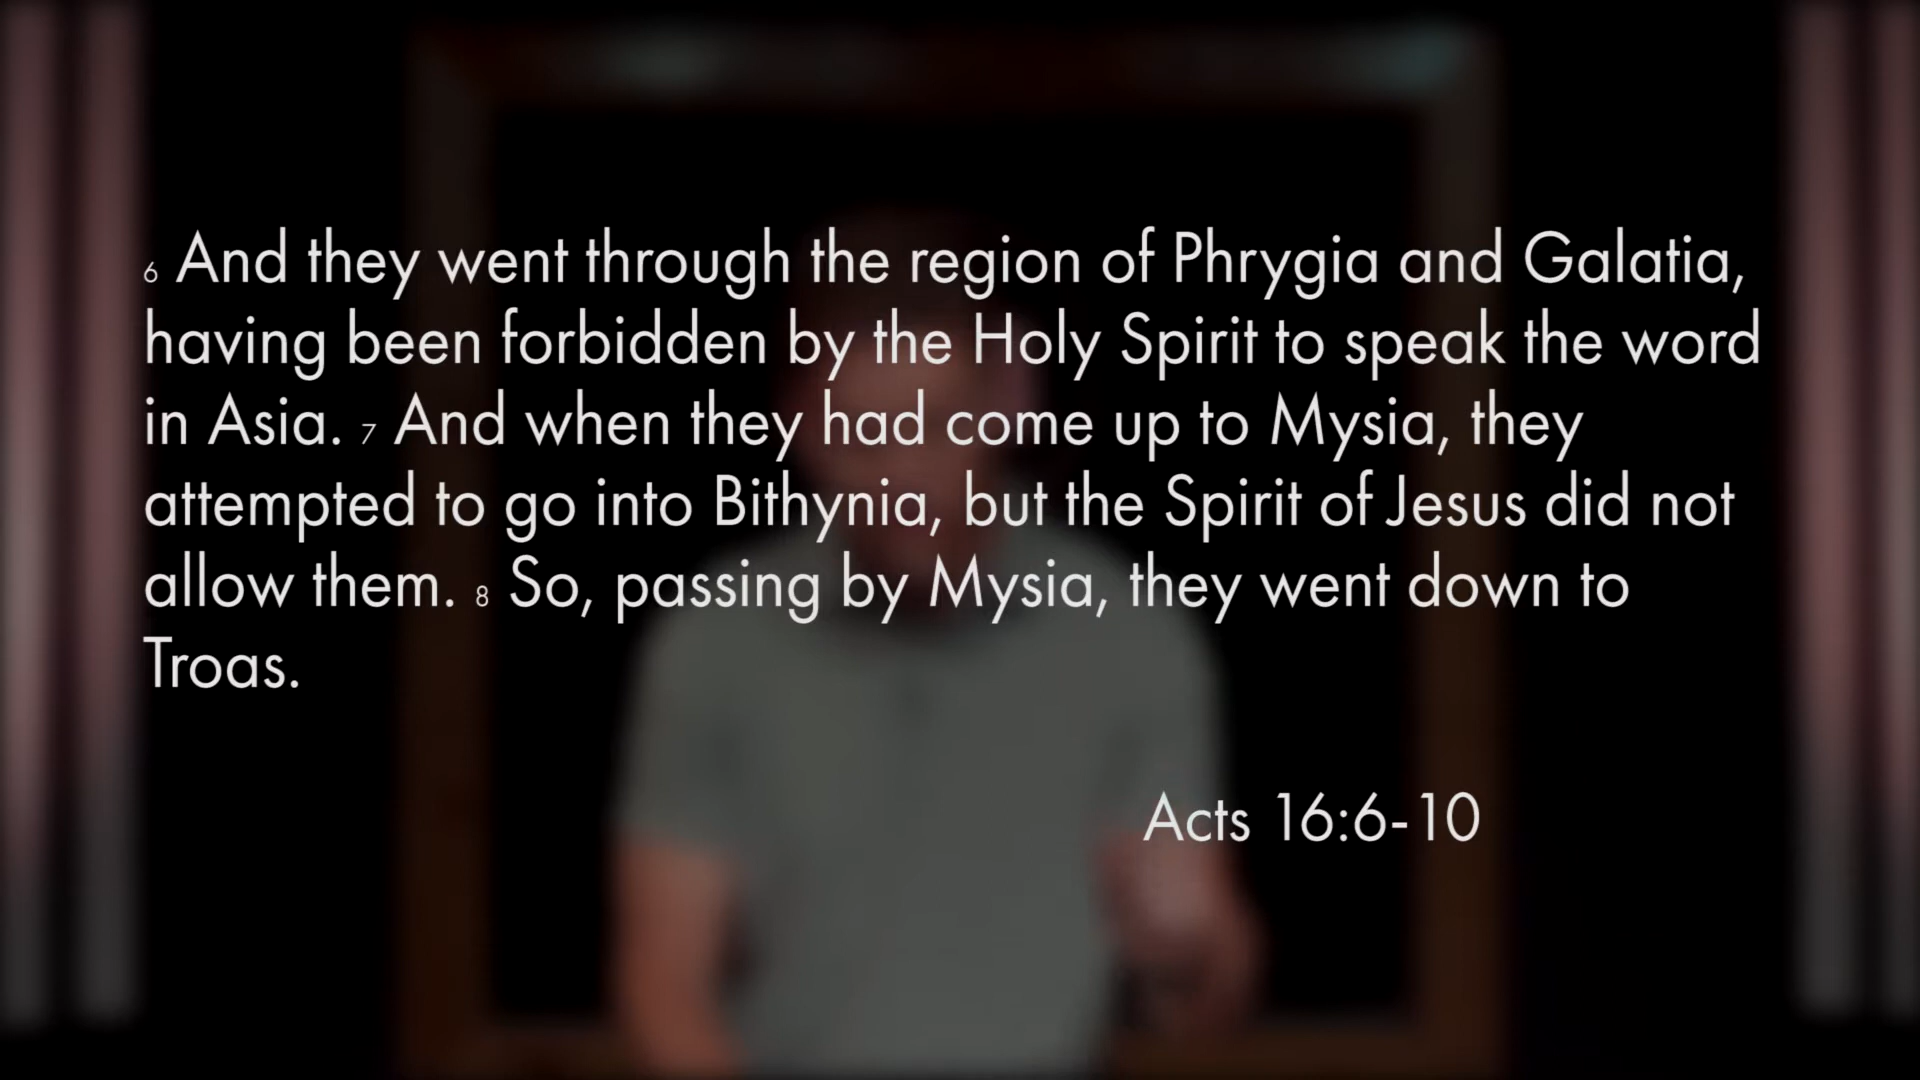 6 And they went through the region of Phrygia and Galatia,
having been forbidden by the Holy Spirit to speak the word
in Asia. 7 And when they had come up to Mysia, they
attempted to go into Bithynia, but the Spirit of Jesus did not
allow them. 8 So, passing by Mysia, they went down to
Troas.
Acts 16:6-10